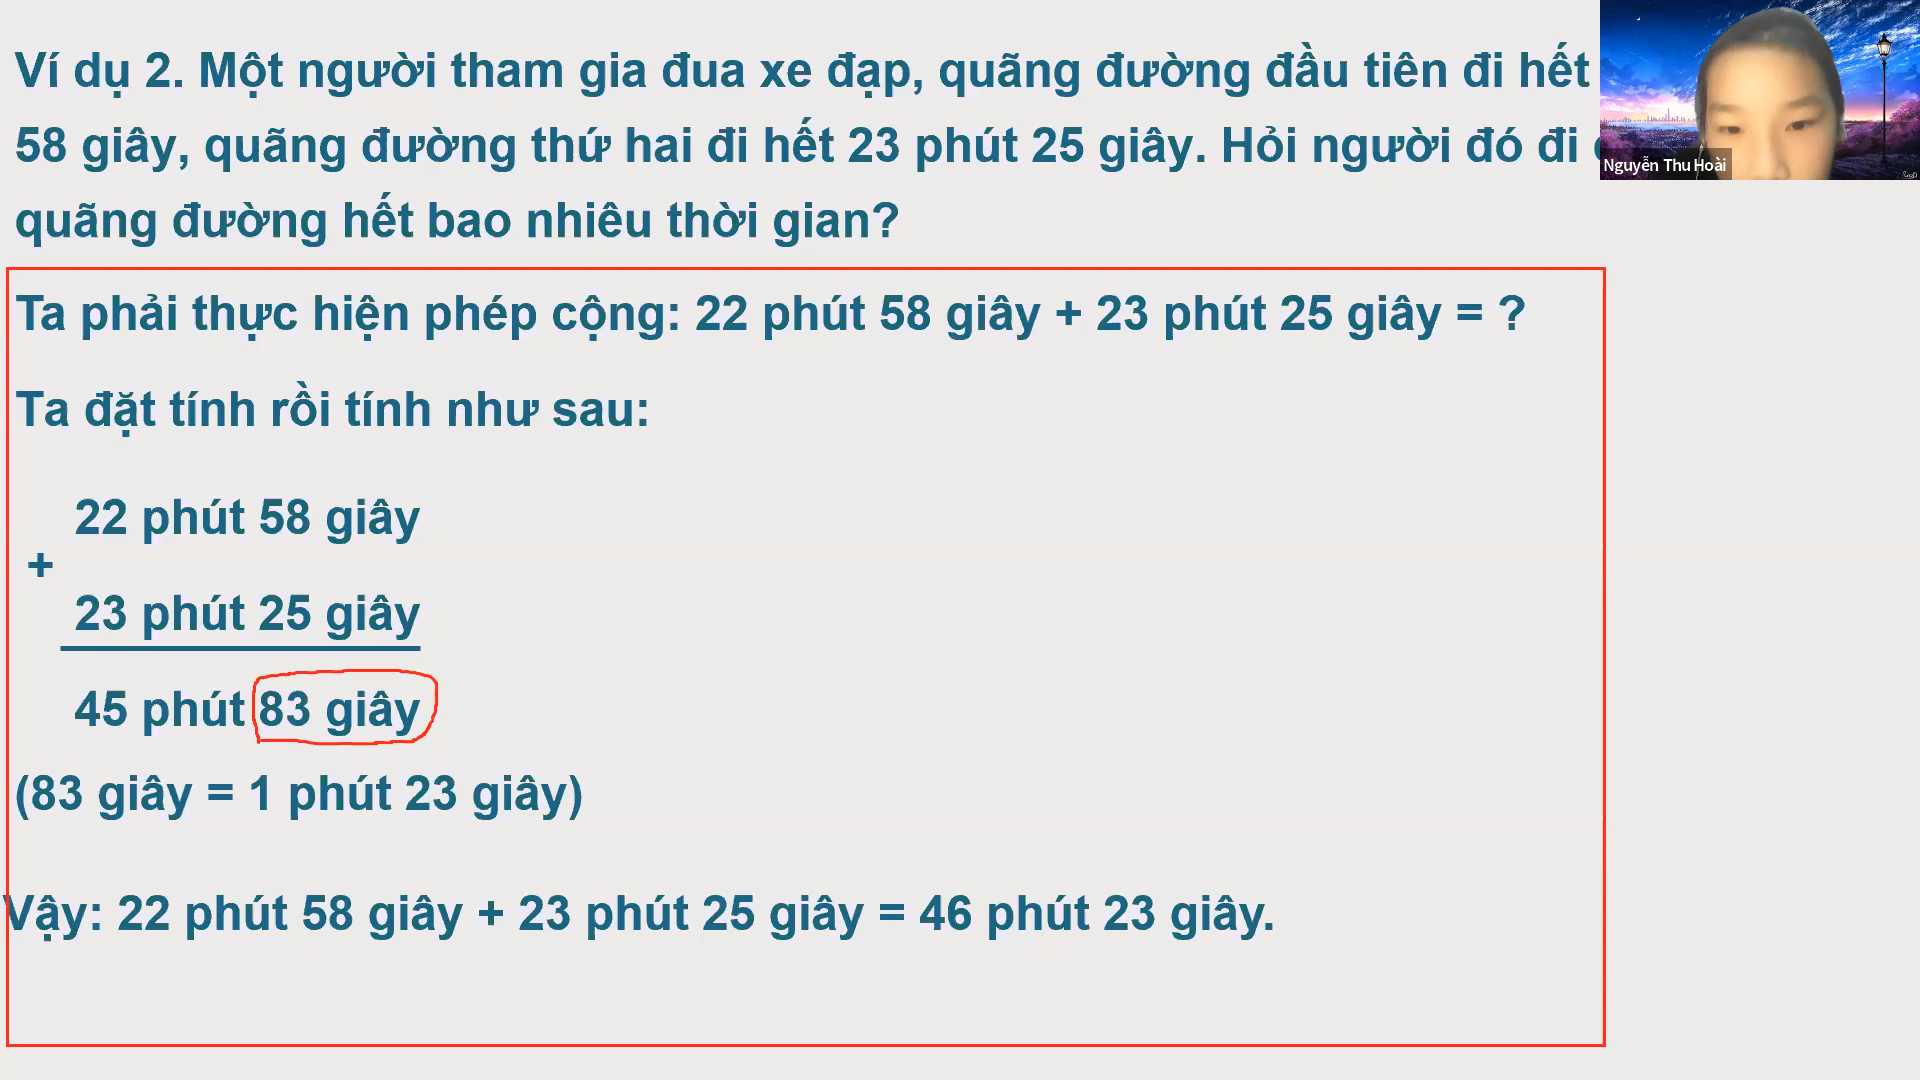 Ví dụ 2. Một người tham gia đua xe đạp, quãng đường đầu tiên đi hết
58 giây, quãng đường thứ hai đi hết 23 phút 25 giây. Hỏi người đó đi
quãng đường hết bao nhiêu thời gian?
Nguyễn Thu Hoài
Ta phải thực hiện phép cộng: 22 phút 58 giây + 23 phút 25 giây = ?
Ta đặt tính rồi tính như sau:
22 phút 58 giây
+
23 phút 25 giây
45 phút 83 giây
(83 giây = 1 phút 23 giây)
Vậy: 22 phút 58 giây + 23 phút 25 giây = 46 phút 23 giây.